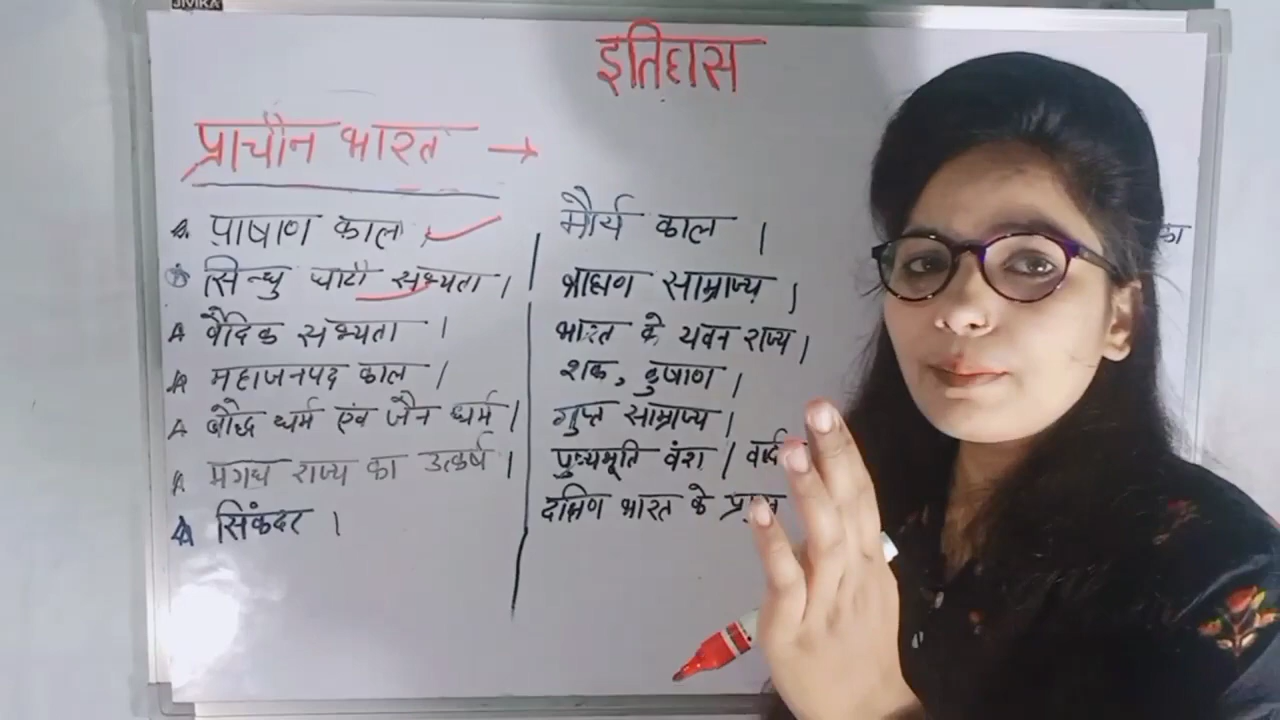 JIVIKA
इतिहास
प्राचीन भारत →
पाषाण काल ✓
सिन्धु घाटी सभ्यता।
वैदिक सभ्यता।
महाजनपद काल।
बौद्ध धर्म एंव जैन धर्म।
मगध राज्य का उत्कर्ष।
सिकंदर।
मौर्य काल।
ब्राह्मण साम्राज्य।
भारत के यवन राज्य।
शक, कुषाण।
गुप्त साम्राज्य।
पुष्यभूति वंश।
दक्षिण भारत के
का